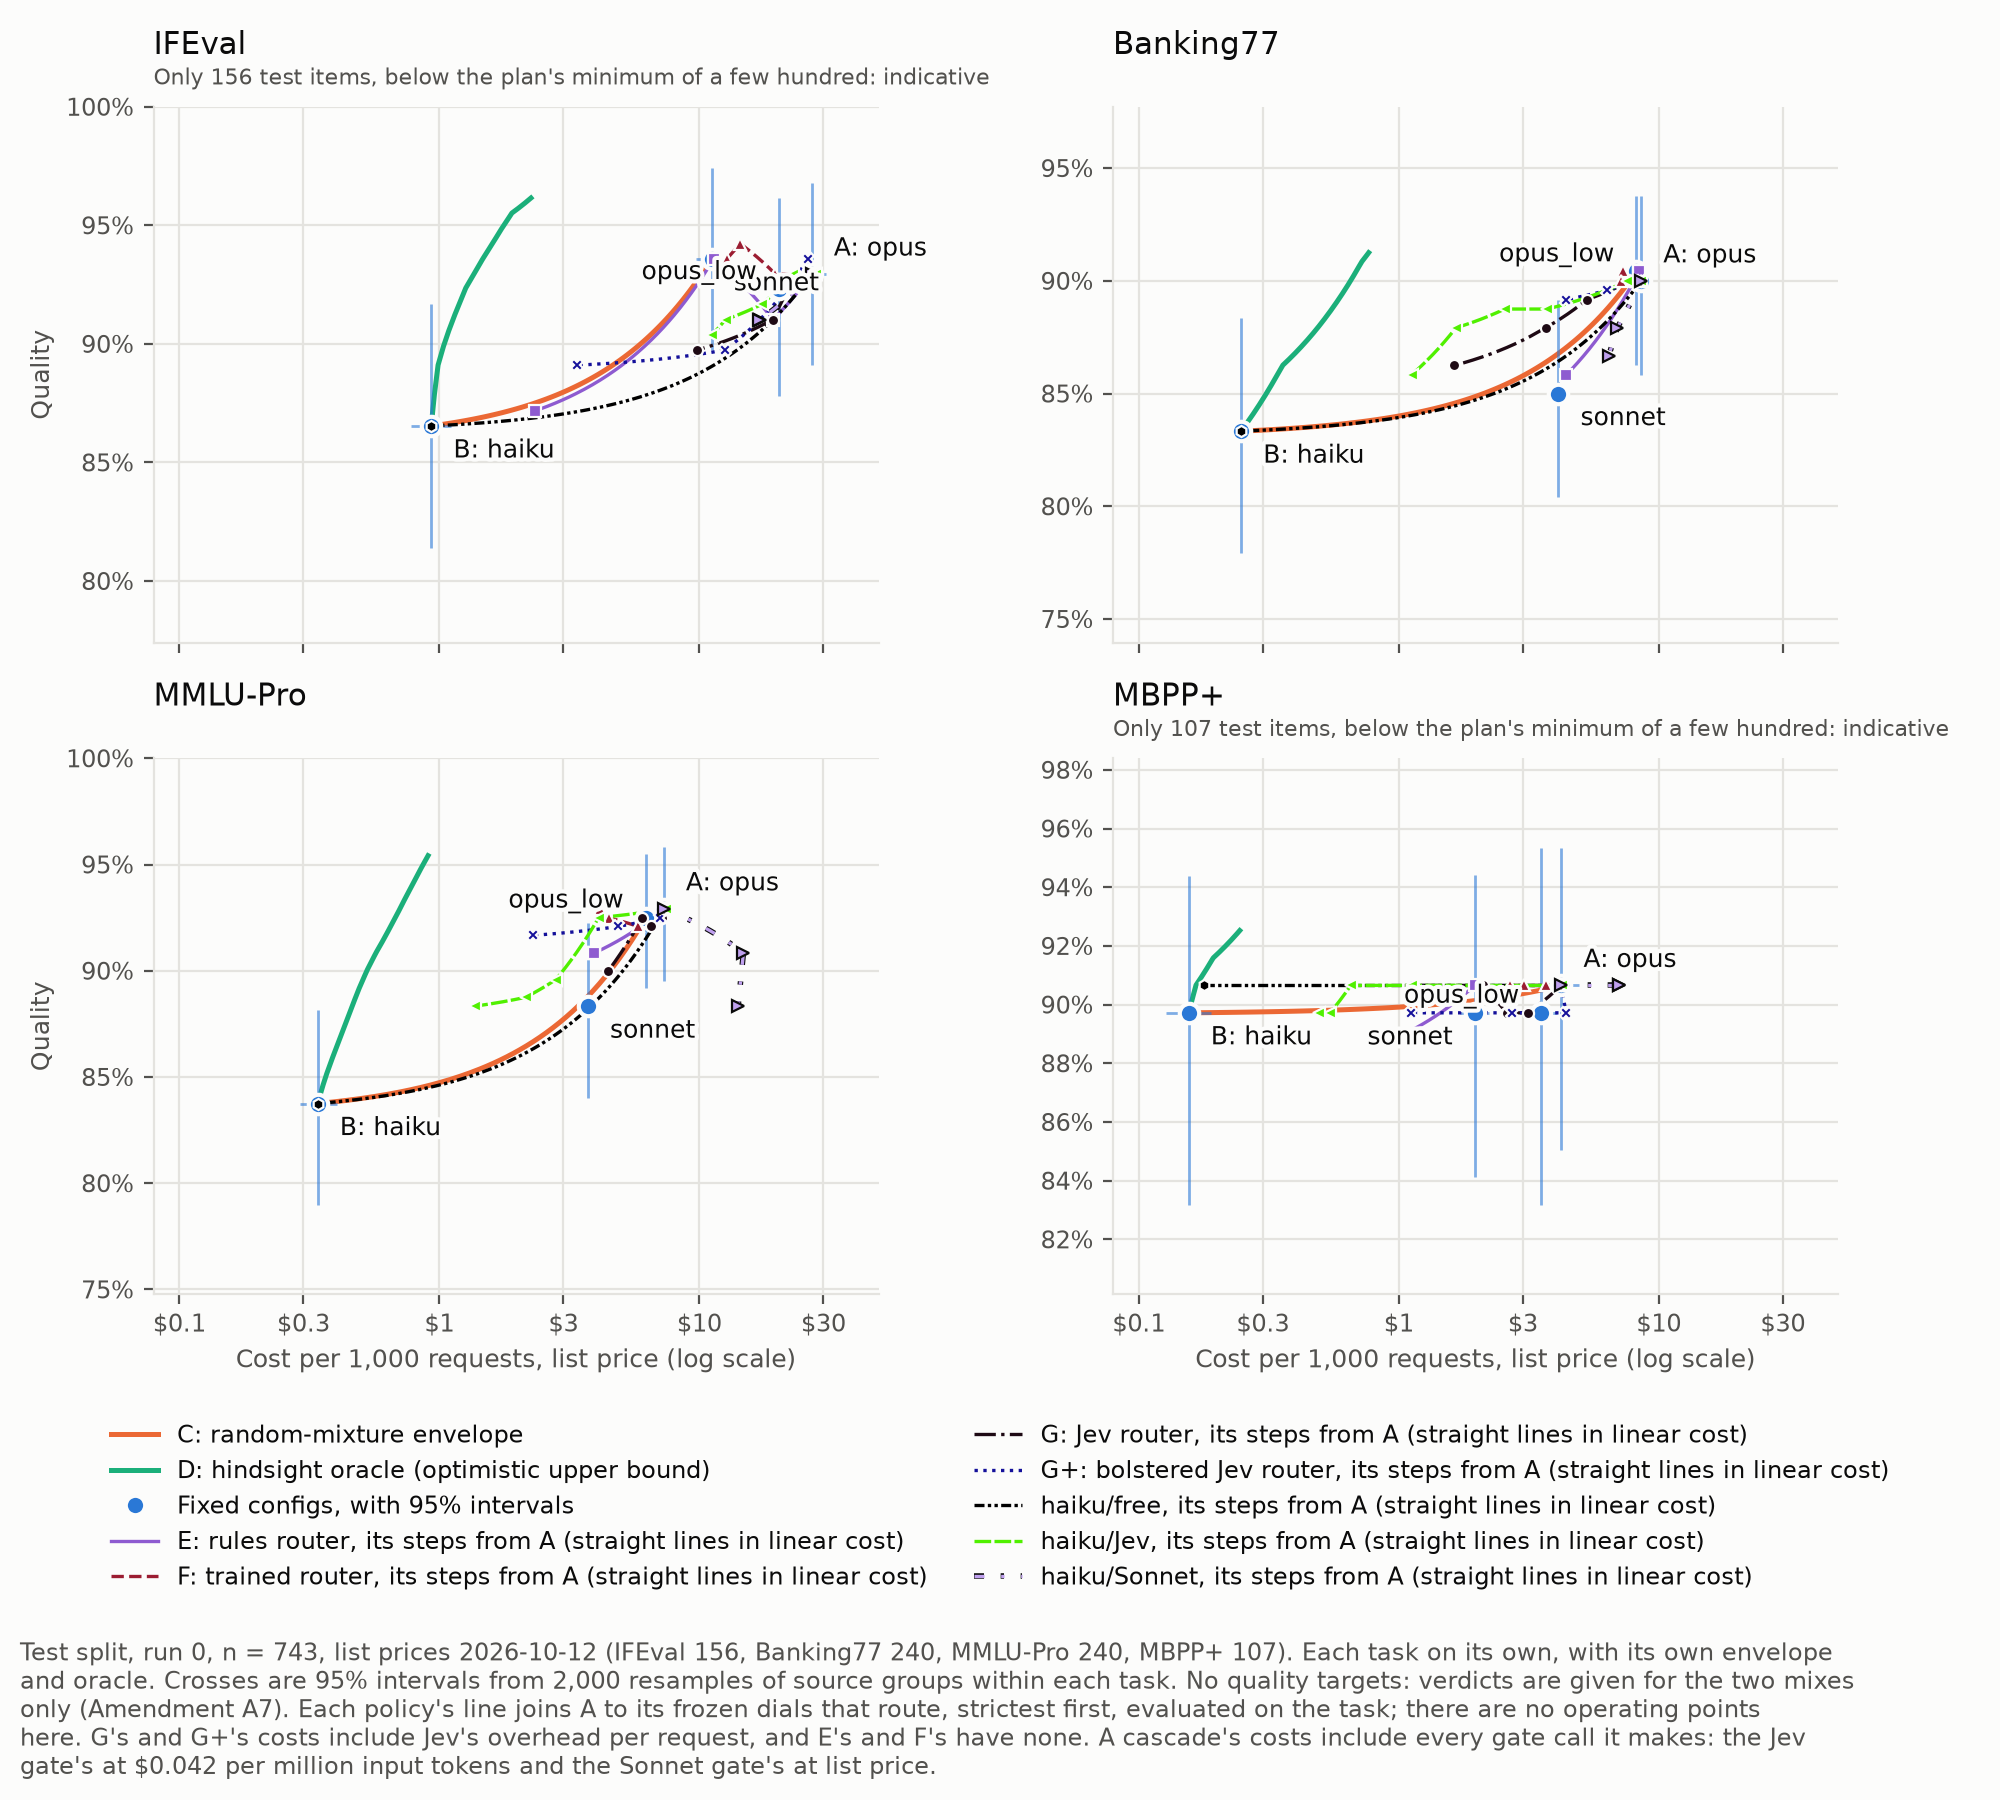 IFEval
Only 156 test items, below the plan's minimum of a few hundred: indicative
100%
95%
90%
85%
80%
Quality
A: opus
opus_low
sonnet
B: haiku
Banking77
95%
90%
85%
80%
75%
opus_low
A: opus
sonnet
B: haiku
MMLU-Pro
100%
95%
90%
85%
80%
75%
Quality
A: opus
opus_low
sonnet
B: haiku
$0.1
$0.3
$1
$3
$10
$30
Cost per 1,000 requests, list price (log scale)
MBPP+
Only 107 test items, below the plan's minimum of a few hundred: indicative
98%
96%
94%
92%
90%
88%
86%
84%
82%
A: opus
opus_low
B: haiku
sonnet
$0.1
$0.3
$1
$3
$10
$30
Cost per 1,000 requests, list price (log scale)
C: random-mixture envelope
D: hindsight oracle (optimistic upper bound)
Fixed configs, with 95% intervals
E: rules router, its steps from A (straight lines in linear cost)
F: trained router, its steps from A (straight lines in linear cost)
G: Jev router, its steps from A (straight lines in linear cost)
G+: bolstered Jev router, its steps from A (straight lines in linear cost)
haiku/free, its steps from A (straight lines in linear cost)
haiku/Jev, its steps from A (straight lines in linear cost)
haiku/Sonnet, its steps from A (straight lines in linear cost)
Test split, run 0, n = 743, list prices 2026-10-12 (IFEval 156, Banking77 240, MMLU-Pro 240, MBPP+ 107). Each task on its own, with its own envelope
and oracle. Crosses are 95% intervals from 2,000 resamples of source groups within each task. No quality targets: verdicts are given for the two mixes
only (Amendment A7). Each policy's line joins A to its frozen dials that route, strictest first, evaluated on the task; there are no operating points
here. G's and G+'s costs include Jev's overhead per request, and E's and F's have none. A cascade's costs include every gate call it makes: the Jev
gate's at $0.042 per million input tokens and the Sonnet gate's at list price.